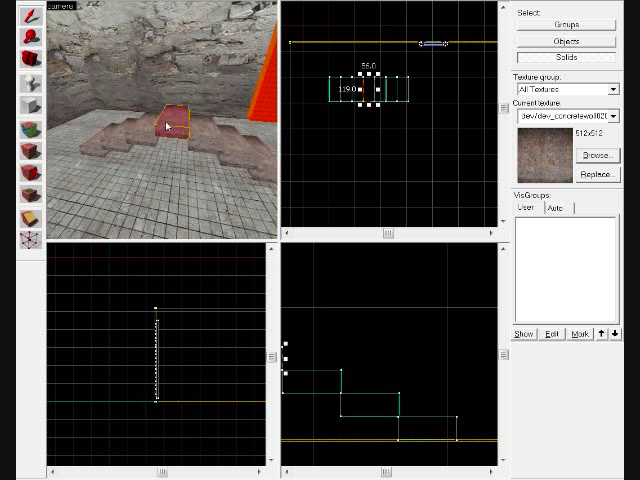 camera
56.0
119.0
Select:
Groups
Objects
Solids
Texture group:
All Textures
Current texture:
512x512
Browse...
Replace...
VisGroups:
User
Auto
Show
Edit
Mark